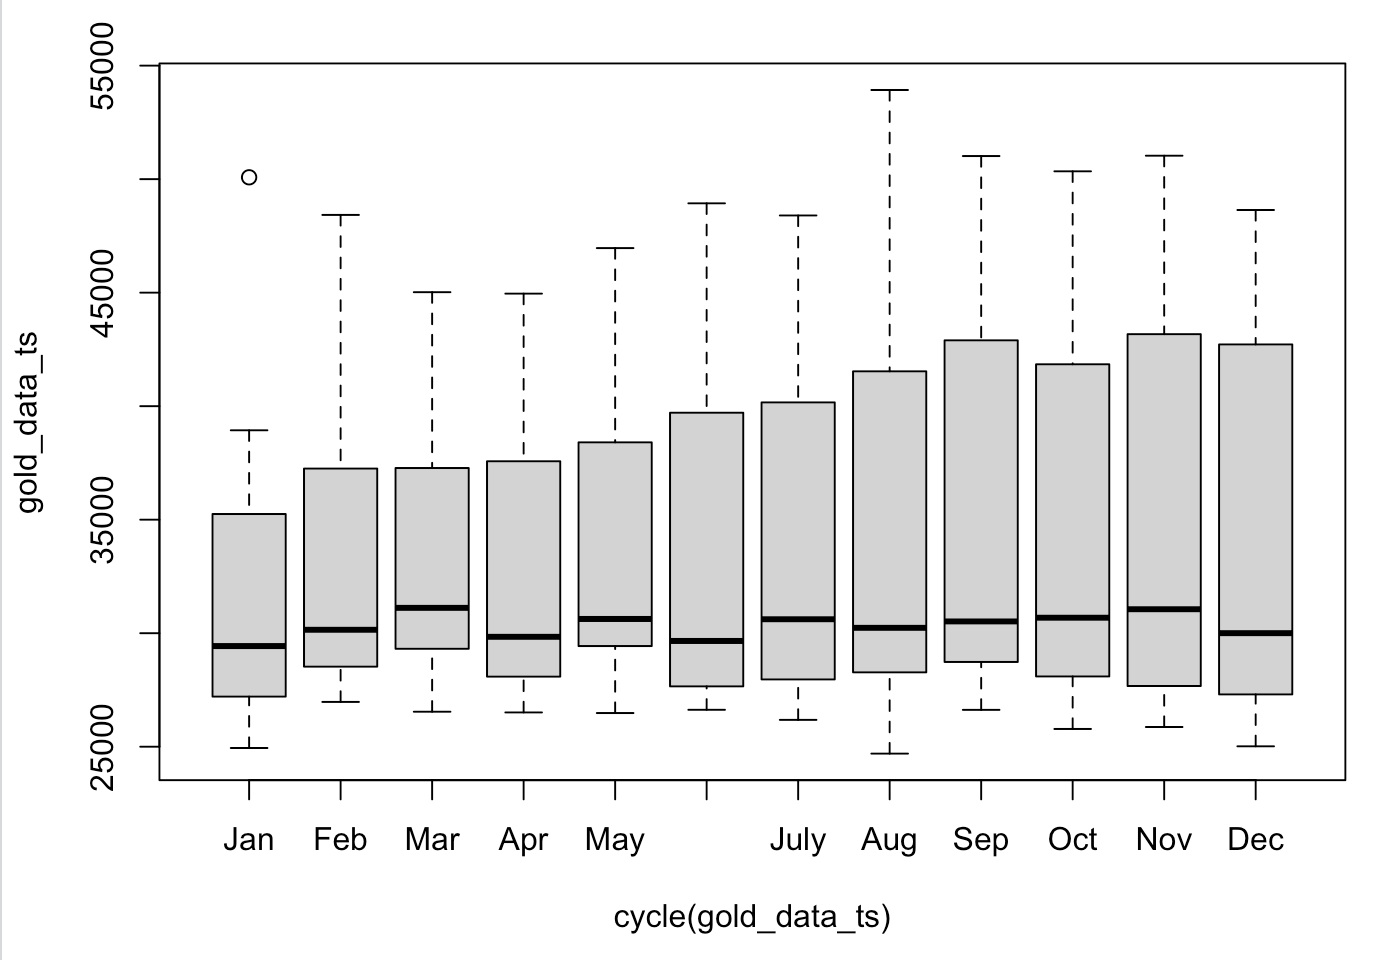 gold_data_ts
55000
45000
35000
25000
Jan Feb Mar Apr May July Aug Sep Oct Nov Dec
cycle(gold_data_ts)